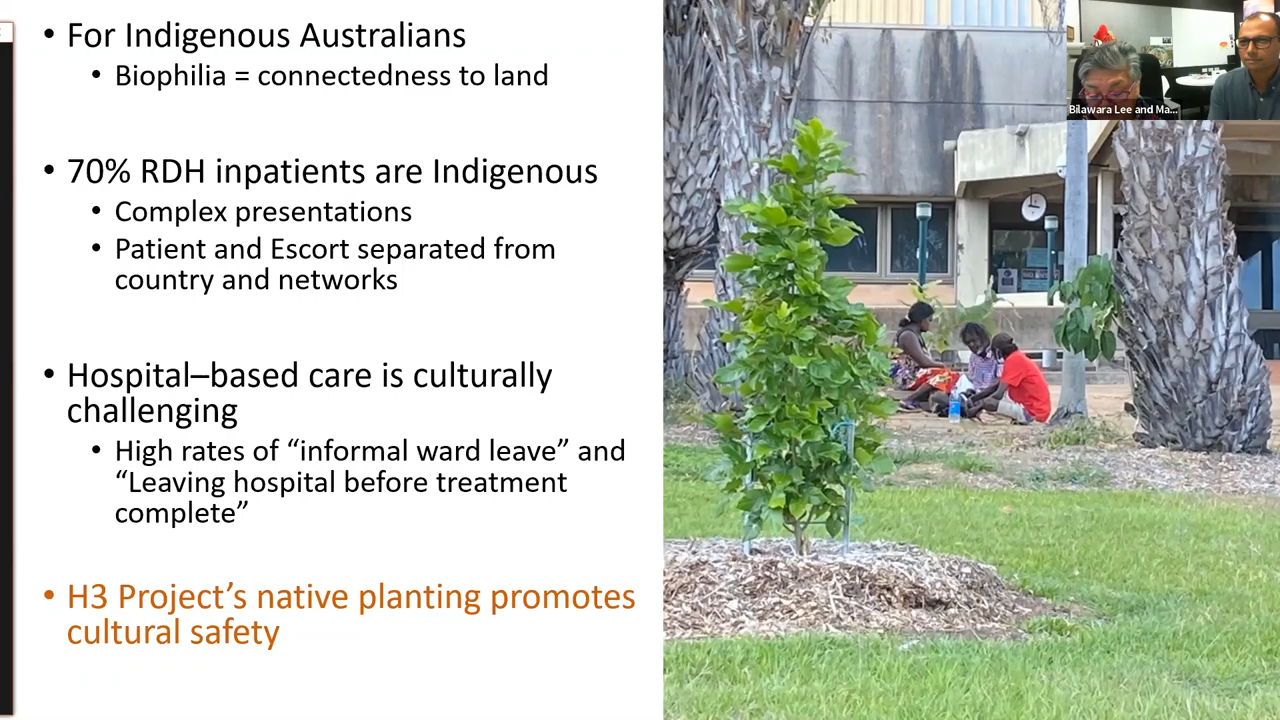 • For Indigenous Australians
• Biophilia = connectedness to land
• 70% RDH inpatients are Indigenous
• Complex presentations
• Patient and Escort separated from
country and networks
• Hospital–based care is culturally
challenging
• High rates of “informal ward leave” and
“Leaving hospital before treatment
complete”
• H3 Project’s native planting promotes
cultural safety
Bilawara Lee and Ma...